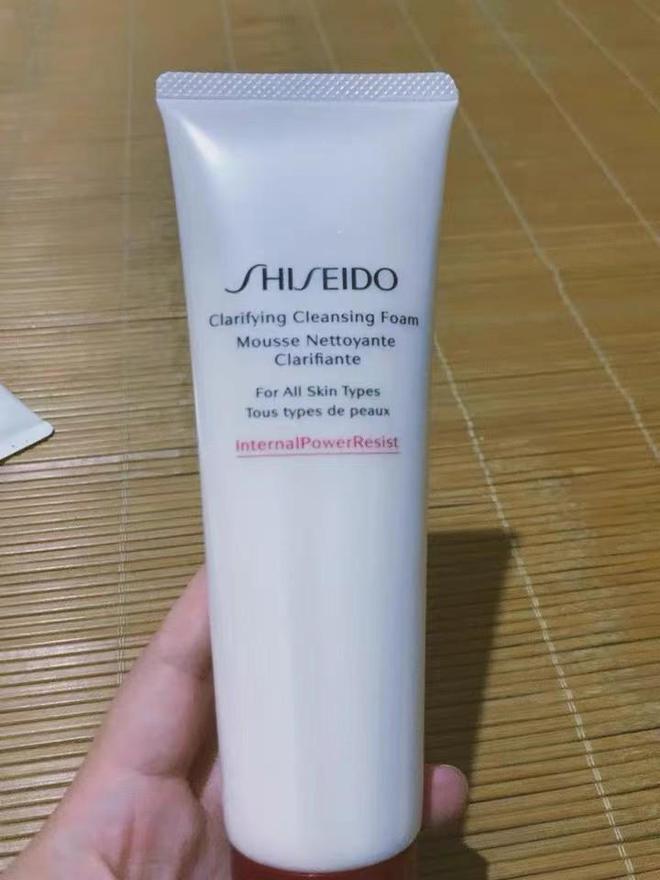 SHISEIDO
Clarifying Cleansing Foam
Mousse Nettoyante
Clarifiante
For All Skin Types
Tous types de peaux
InternalPowerResist